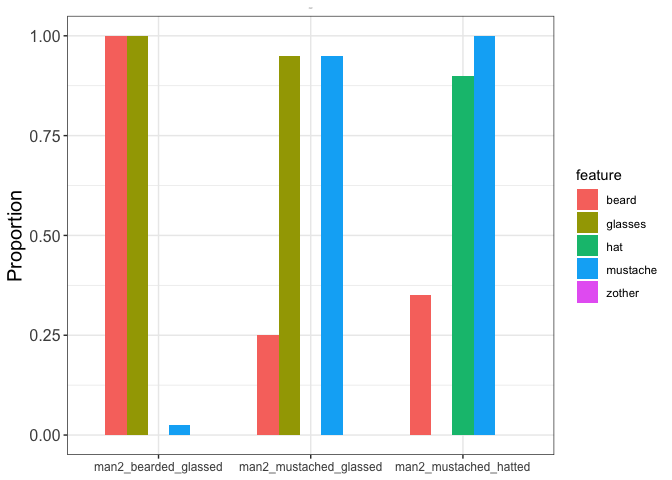 1.00
0.75
0.50
0.25
0.00
Proportion
man2_bearded_glassed man2_mustached_glassed man2_mustached_hatted
feature
beard
glasses
hat
mustache
zother